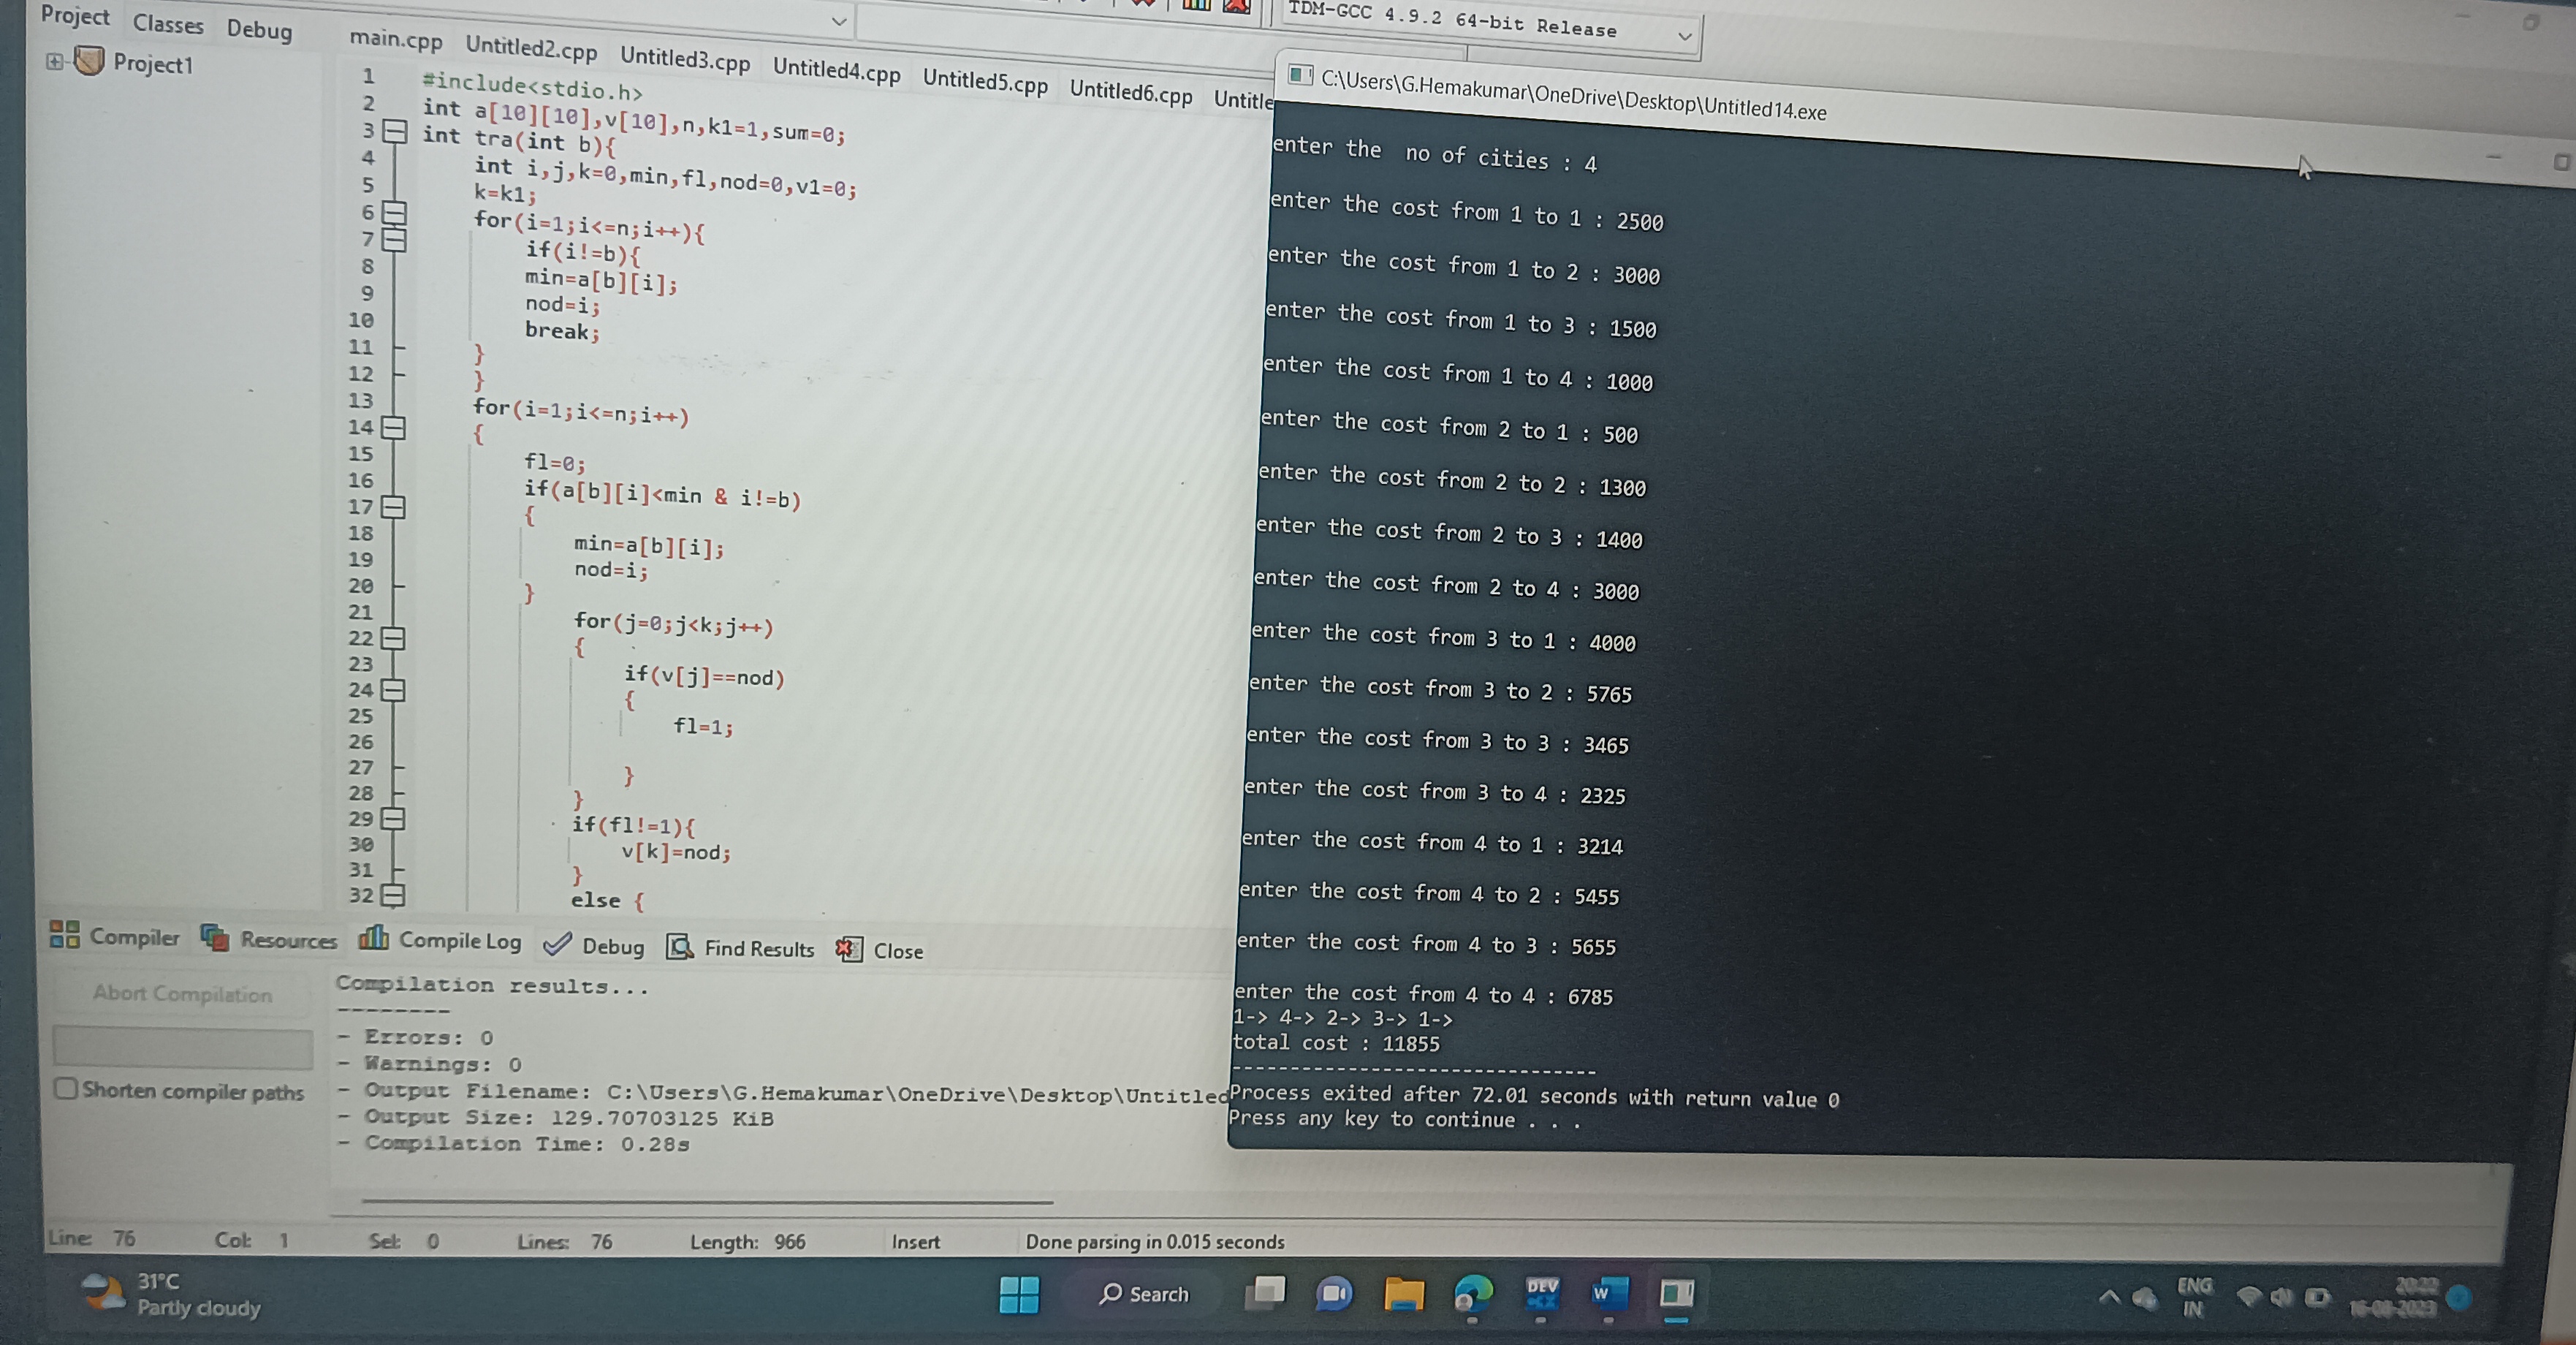 Project Classes Debug
Project1
TDM-GCC 4.9.2 64-bit Release
main.cpp Untitled2.cpp Untitled3.cpp Untitled4.cpp Untitled5.cpp Untitled6.cpp Untitle
1 #include<stdio.h>
2 int a[10][10],v[10],n,k1=1,sum=0;
3 int tra(int b){
4 int i,j,k=0,min,fl,nod=0,v1=0;
5 k=k1;
6 for(i=1;i<=n;i++){
7 if(i!=b){
8 min=a[b][i];
9 nod=i;
10 break;
11 }
12 }
13 for(i=1;i<=n;i++)
14 {
15 fl=0;
16 if(a[b][i]<min & i!=b)
17 {
18 min=a[b][i];
19 nod=i;
20 }
21 for(j=0;j<k;j++)
22 {
23 if(v[j]==nod)
24 {
25 fl=1;
26
27 }
28 }
29 if(fl!=1){
30 v[k]=nod;
31 }
32 else {
C:\Users\G.Hemakumar\OneDrive\Desktop\Untitled14.exe
enter the  no of cities : 4
enter the cost from 1 to 1 : 2500
enter the cost from 1 to 2 : 3000
enter the cost from 1 to 3 : 1500
enter the cost from 1 to 4 : 1000
enter the cost from 2 to 1 : 500
enter the cost from 2 to 2 : 1300
enter the cost from 2 to 3 : 1400
enter the cost from 2 to 4 : 3000
enter the cost from 3 to 1 : 4000
enter the cost from 3 to 2 : 5765
enter the cost from 3 to 3 : 3465
enter the cost from 3 to 4 : 2325
enter the cost from 4 to 1 : 3214
enter the cost from 4 to 2 : 5455
enter the cost from 4 to 3 : 5655
enter the cost from 4 to 4 : 6785
1-> 4-> 2-> 3-> 1->
total cost : 11855
--------------------------------
Process exited after 72.01 seconds with return value 0
Press any key to continue . . .
Compiler Resources Compile Log Debug Find Results Close
Abort Compilation
Shorten compiler paths
Compilation results...
--------
- Errors: 0
- Warnings: 0
- Output Filename: C:\Users\G.Hemakumar\OneDrive\Desktop\Untitled
- Output Size: 129.70703125 KiB
- Compilation Time: 0.28s
Line: 76 Col: 1 Sel: 0 Lines: 76 Length: 966 Insert Done parsing in 0.015 seconds
31°C
Partly cloudy
Search
DEV
W
ENG
IN
20:22
16-08-2023